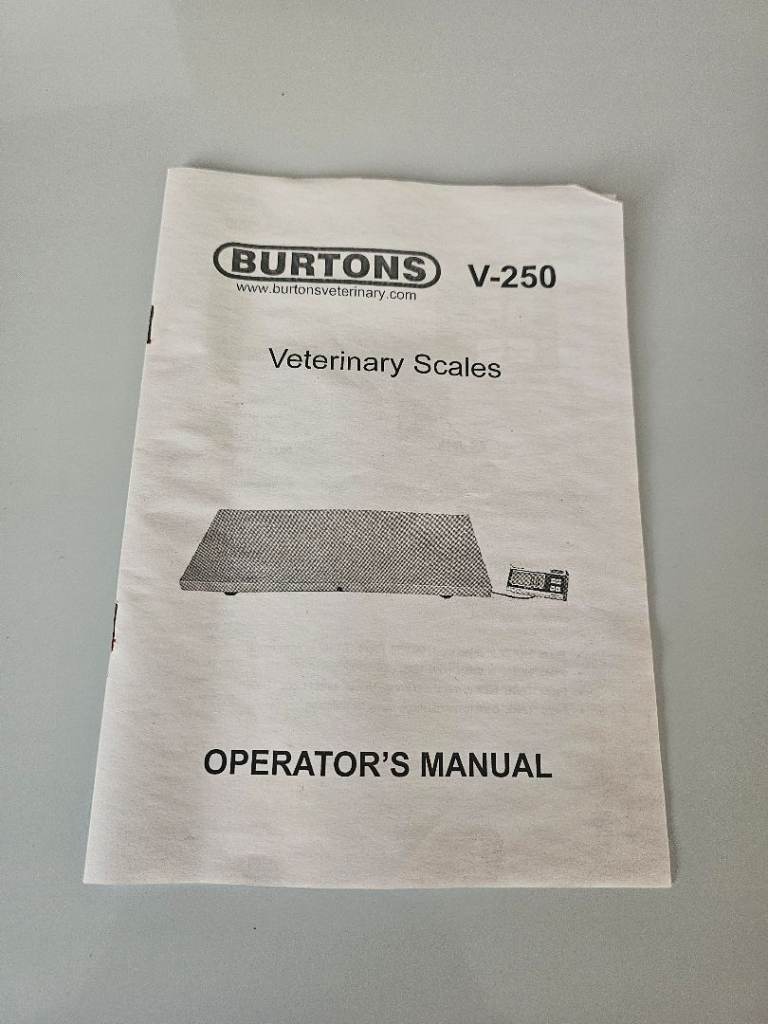 BURTONS V-250
www.burtonsveterinary.com
Veterinary Scales
OPERATOR'S MANUAL